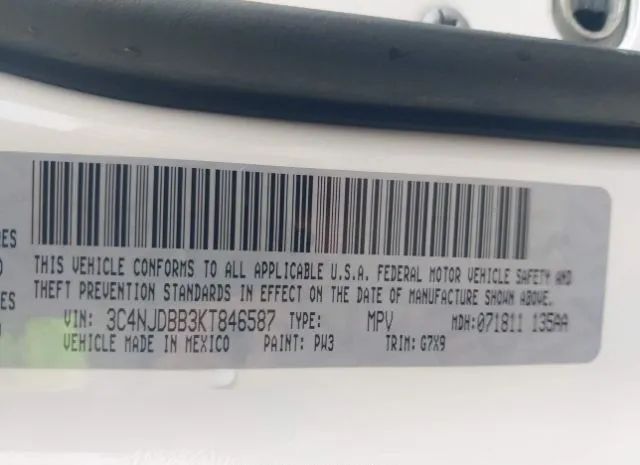 RES
THIS VEHICLE CONFORMS TO ALL APPLICABLE U.S.A. FEDERAL MOTOR VEHICLE SAFETY AND
THEFT PREVENTION STANDARDS IN EFFECT ON THE DATE OF MANUFACTURE SHOWN ABOVE.
ES
VIN: 3C4NJDBB3KT846587 TYPE: MPV MDH:071811 135AA
VEHICLE MADE IN MEXICO PAINT: PW3 TRIM: G7X9